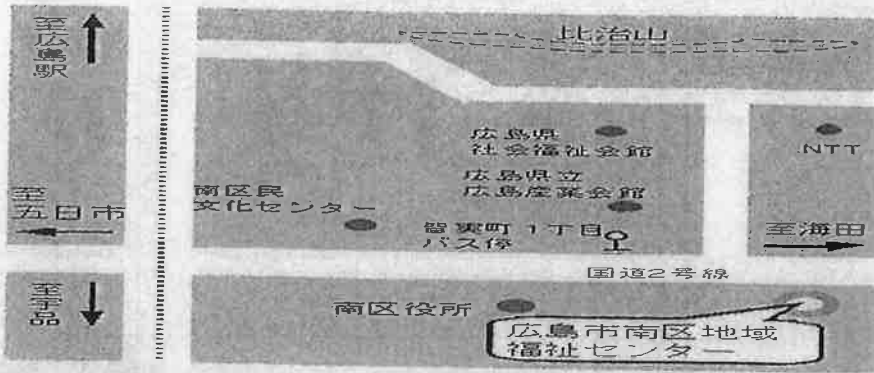 至広島駅
比治山
広島県
社会福祉会館
NTT
広島県立
広島産業会館
至
五日市
南区民
文化センター
皆実町1丁目
バス停
至海田
国道2号線
至宇品
南区役所
広島市南区地域
福祉センター